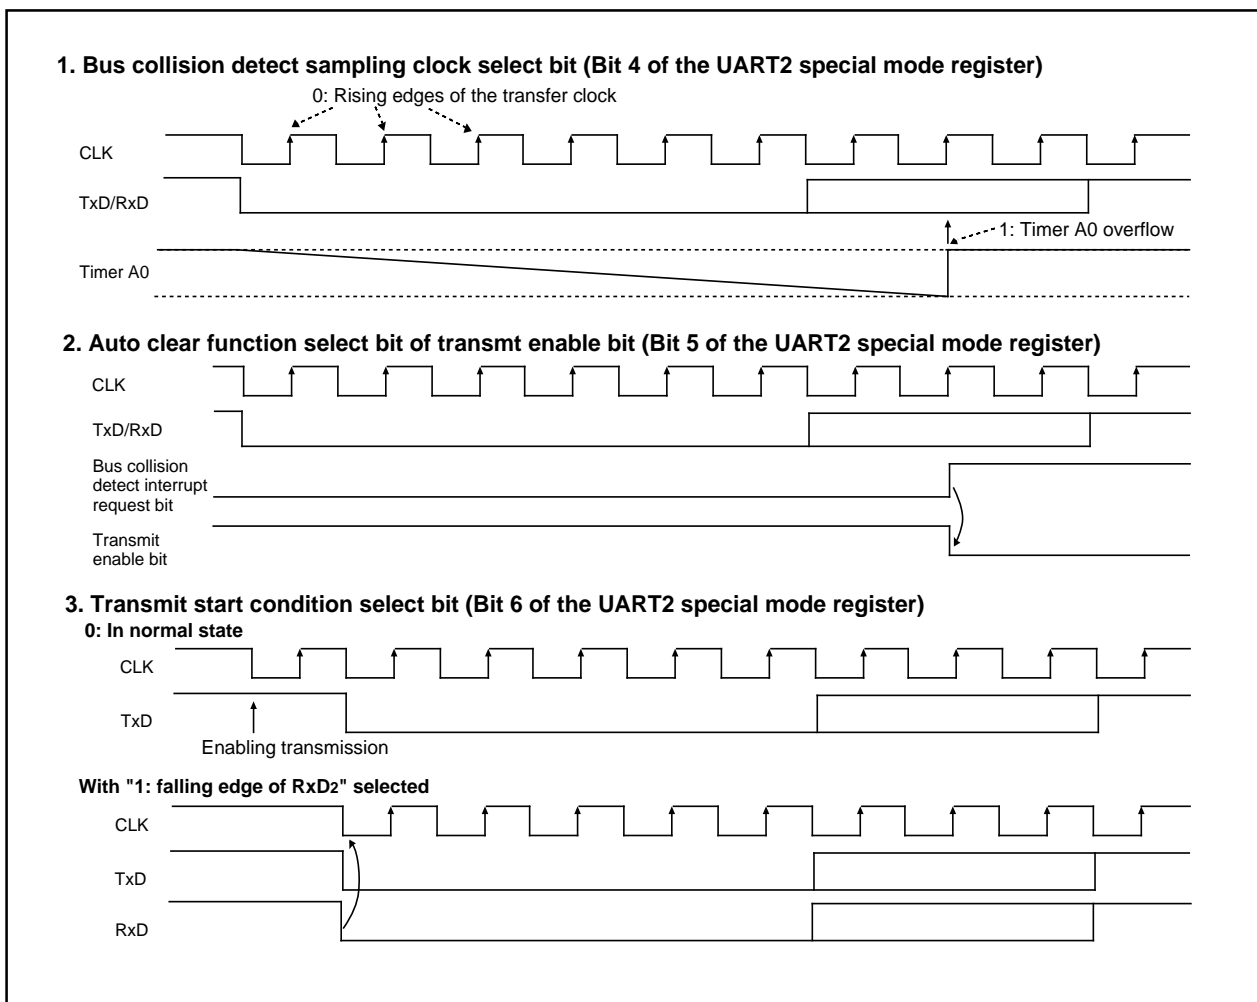 1. Bus collision detect sampling clock select bit (Bit 4 of the UART2 special mode register)
0: Rising edges of the transfer clock
CLK
TxD/RxD
1: Timer A0 overflow
Timer A0
2. Auto clear function select bit of transmt enable bit (Bit 5 of the UART2 special mode register)
CLK
TxD/RxD
Bus collision
detect interrupt
request bit
Transmit
enable bit
3. Transmit start condition select bit (Bit 6 of the UART2 special mode register)
0: In normal state
CLK
TxD
Enabling transmission
With "1: falling edge of RxD2" selected
CLK
TxD
RxD